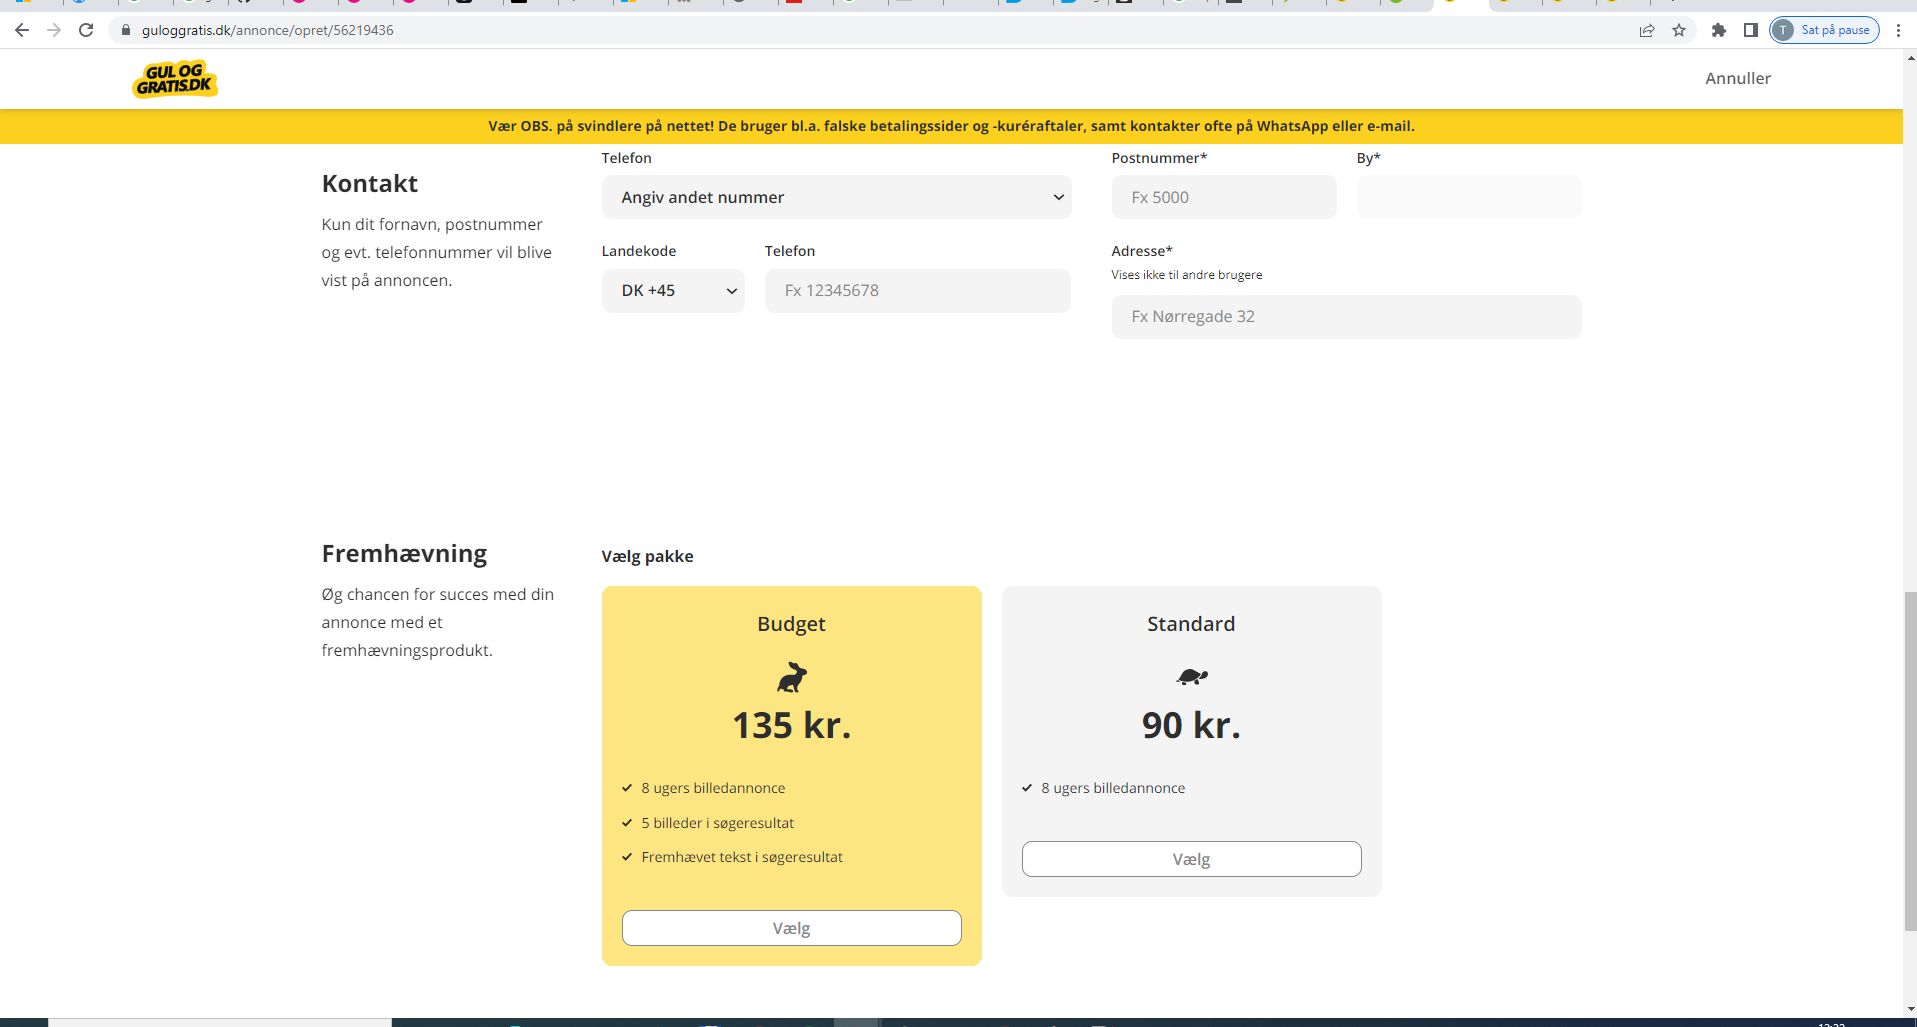 guloggratis.dk/annonce/opret/56219436
T
Sat på pause
GUL OG
GRATIS.DK
Annuller
Vær OBS. på svindlere på nettet! De bruger bl.a. falske betalingssider og -kuréraftaler, samt kontakter ofte på WhatsApp eller e-mail.
Kontakt
Kun dit fornavn, postnummer
og evt. telefonnummer vil blive
vist på annoncen.
Telefon
Angiv andet nummer
Landekode
DK +45
Telefon
Fx 12345678
Postnummer*
Fx 5000
By*
Adresse*
Vises ikke til andre brugere
Fx Nørregade 32
Fremhævning
Øg chancen for succes med din
annonce med et
fremhævningsprodukt.
Vælg pakke
Budget
135 kr.
8 ugers billedannonce
5 billeder i søgeresultat
Fremhævet tekst i søgeresultat
Vælg
Standard
90 kr.
8 ugers billedannonce
Vælg